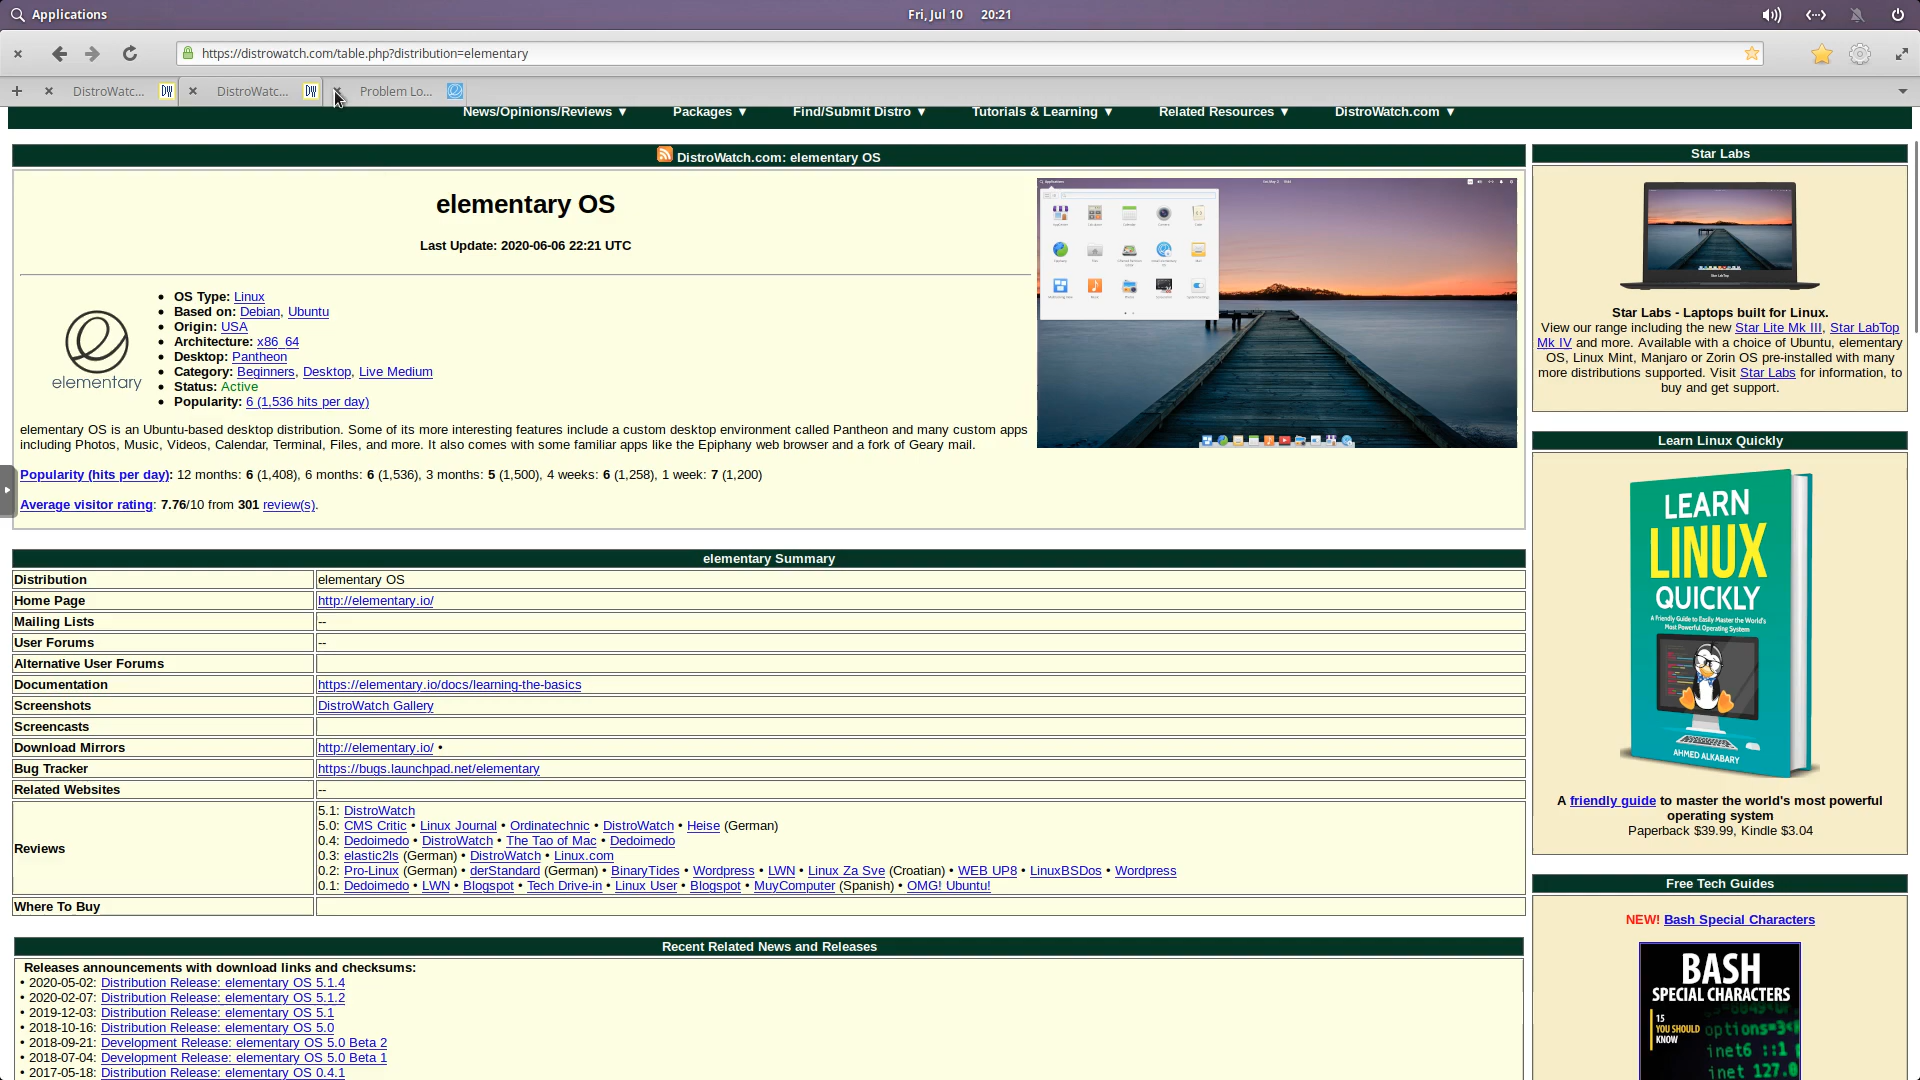 Applications
Fri, Jul 10 20:21
https://distrowatch.com/table.php?distribution=elementary
DistroWatc...
DW
DistroWatc...
DW
Problem Lo...
News/Opinions/Reviews ▼ Packages ▼ Find/Submit Distro ▼ Tutorials & Learning ▼ Related Resources ▼ DistroWatch.com ▼
DistroWatch.com: elementary OS
elementary OS
Last Update: 2020-06-06 22:21 UTC
elementary
• OS Type: Linux
• Based on: Debian, Ubuntu
• Origin: USA
• Architecture: x86_64
• Desktop: Pantheon
• Category: Beginners, Desktop, Live Medium
• Status: Active
• Popularity: 6 (1,536 hits per day)
elementary OS is an Ubuntu-based desktop distribution. Some of its more interesting features include a custom desktop environment called Pantheon and many custom apps
including Photos, Music, Videos, Calendar, Terminal, Files, and more. It also comes with some familiar apps like the Epiphany web browser and a fork of Geary mail.
Popularity (hits per day): 12 months: 6 (1,408), 6 months: 6 (1,536), 3 months: 5 (1,500), 4 weeks: 6 (1,258), 1 week: 7 (1,200)
Average visitor rating: 7.76/10 from 301 review(s).
elementary Summary
Distribution elementary OS
Home Page http://elementary.io/
Mailing Lists --
User Forums --
Alternative User Forums
Documentation https://elementary.io/docs/learning-the-basics
Screenshots DistroWatch Gallery
Screencasts
Download Mirrors http://elementary.io/ •
Bug Tracker https://bugs.launchpad.net/elementary
Related Websites --
Reviews
5.1: DistroWatch
5.0: CMS Critic • Linux Journal • Ordinatechnic • DistroWatch • Heise (German)
0.4: Dedoimedo • DistroWatch • The Tao of Mac • Dedoimedo
0.3: elastic2ls (German) • DistroWatch • Linux.com
0.2: Pro-Linux (German) • derStandard (German) • BinaryTides • Wordpress • LWN • Linux Za Sve (Croatian) • WEB UP8 • LinuxBSDos • Wordpress
0.1: Dedoimedo • LWN • Blogspot • Tech Drive-in • Linux User • Blogspot • MuyComputer (Spanish) • OMG! Ubuntu!
Where To Buy
Recent Related News and Releases
Releases announcements with download links and checksums:
• 2020-05-02: Distribution Release: elementary OS 5.1.4
• 2020-02-07: Distribution Release: elementary OS 5.1.2
• 2019-12-03: Distribution Release: elementary OS 5.1
• 2018-10-16: Distribution Release: elementary OS 5.0
• 2018-09-21: Development Release: elementary OS 5.0 Beta 2
• 2018-07-04: Development Release: elementary OS 5.0 Beta 1
• 2017-05-18: Distribution Release: elementary OS 0.4.1
Star Labs
Star Labs - Laptops built for Linux.
View our range including the new Star Lite Mk III, Star LabTop
Mk IV and more. Available with a choice of Ubuntu, elementary
OS, Linux Mint, Manjaro or Zorin OS pre-installed with many
more distributions supported. Visit Star Labs for information, to
buy and get support.
Learn Linux Quickly
LEARN
LINUX
QUICKLY
A Friendly Guide to Easily Master the World's
Most Powerful Operating System
AHMED ALKABARY
A friendly guide to master the world's most powerful
operating system
Paperback $39.99, Kindle $3.04
Free Tech Guides
NEW! Bash Special Characters
BASH
SPECIAL CHARACTERS
15
YOU SHOULD
KNOW
options=3<
inet6 ::1
inet 127.0